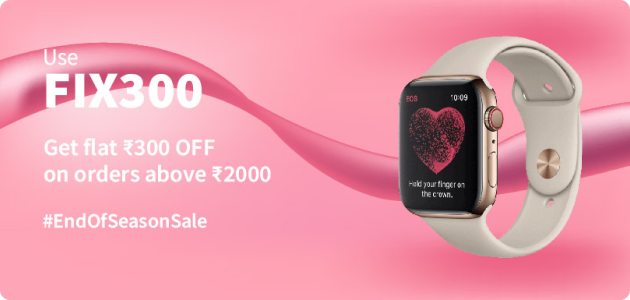 Use
FIX300
Get flat ₹300 OFF
on orders above ₹2000
#EndOfSeasonSale
10:09
Hold your finger on
the crown.